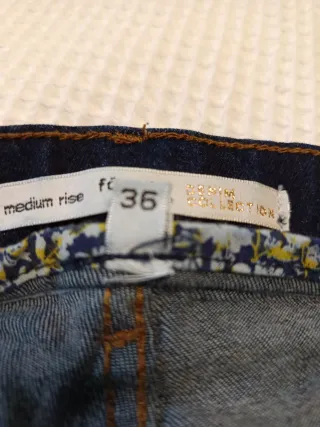 medium rise
36
DENIM
COLLECTION